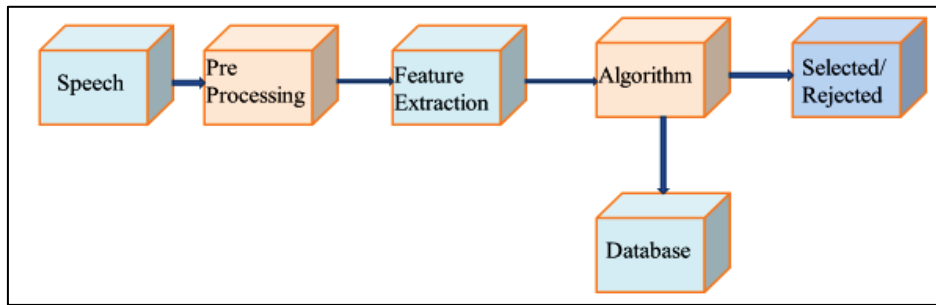 Speech
Pre
Processing
Feature
Extraction
Algorithm
Selected/
Rejected
Database